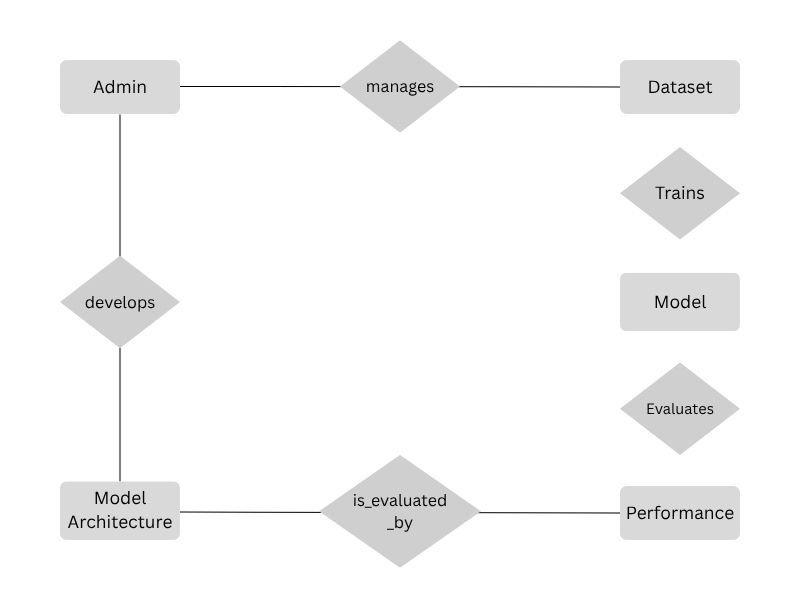 Admin
manages
Dataset
Trains
develops
Model
Evaluates
Model
Architecture
is_evaluated
_by
Performance